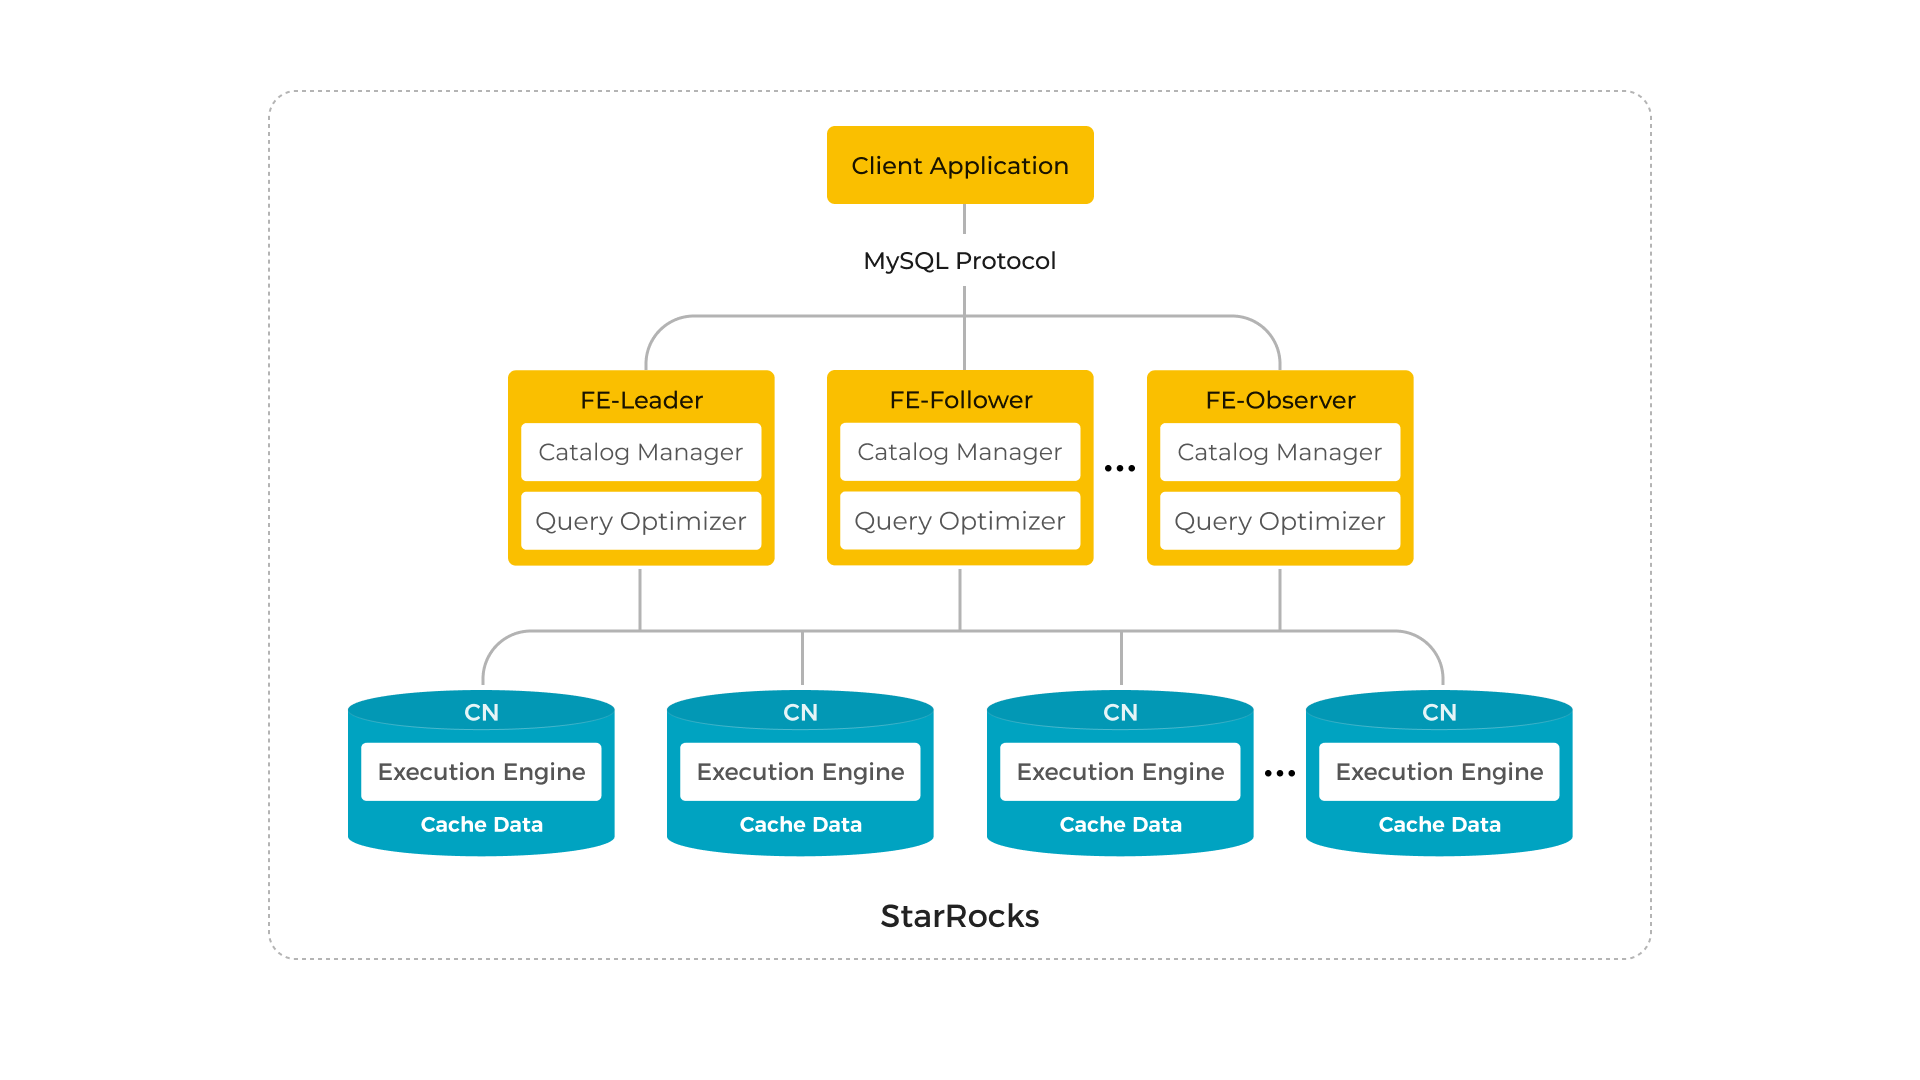 Client Application
MySQL Protocol
FE-Leader
Catalog Manager
Query Optimizer
FE-Follower
Catalog Manager
Query Optimizer
...
FE-Observer
Catalog Manager
Query Optimizer
CN
Execution Engine
Cache Data
CN
Execution Engine
Cache Data
CN
Execution Engine
Cache Data
...
CN
Execution Engine
Cache Data
StarRocks